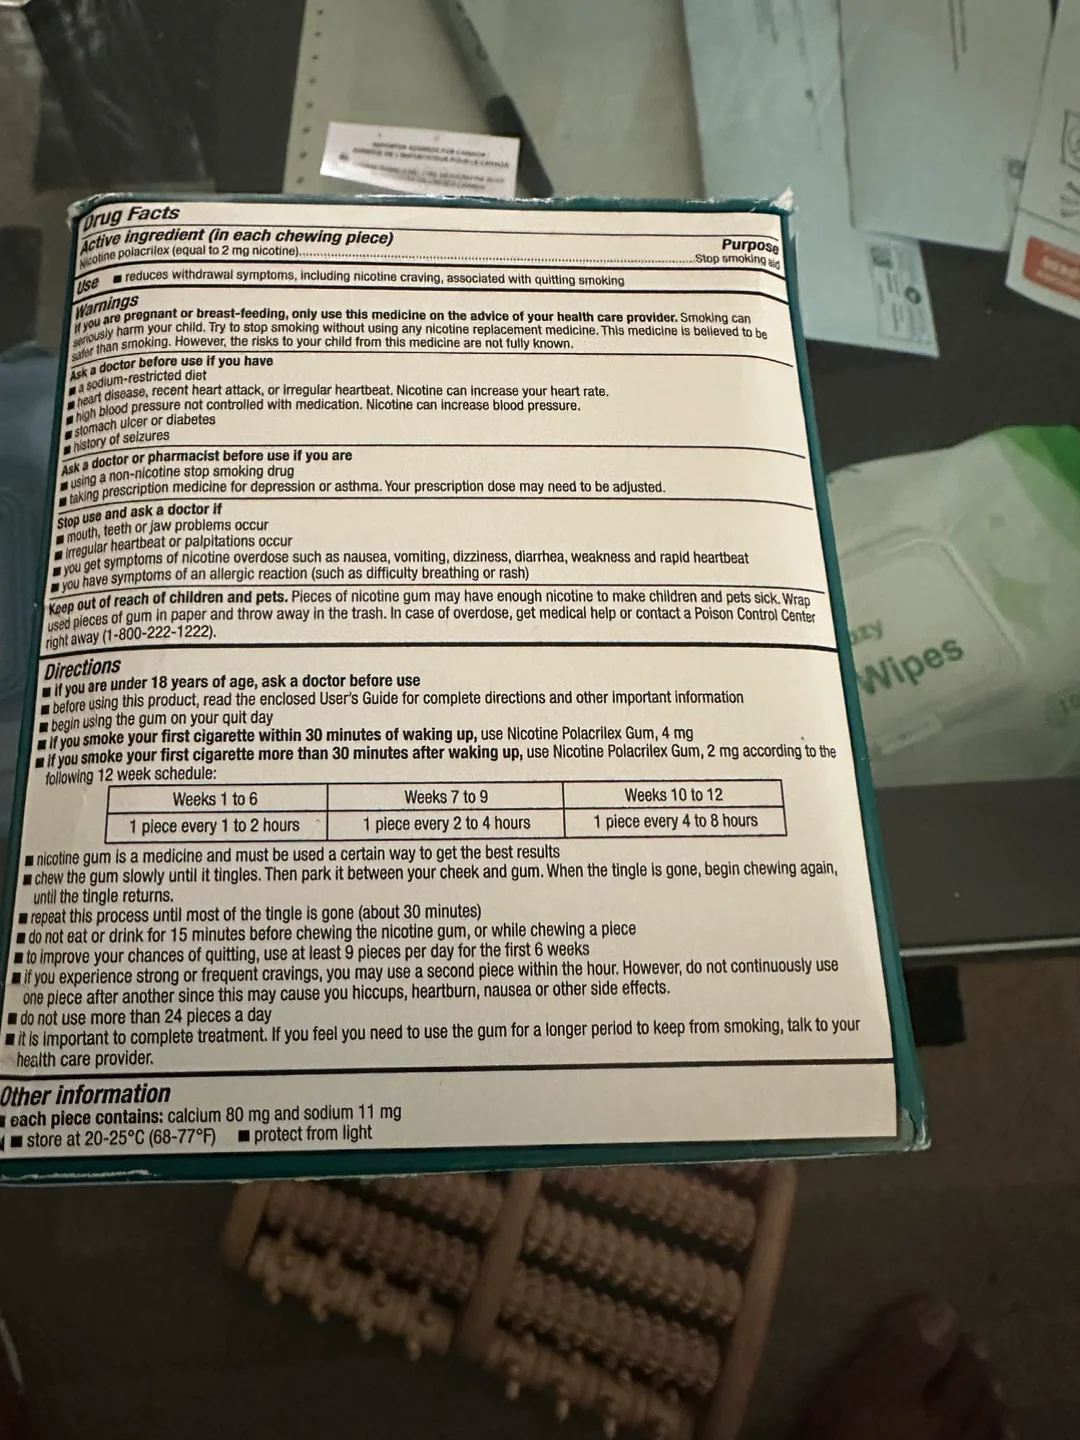 IMPORTER ADDRESS FOR CANADA
Drug Facts
Active ingredient (in each chewing piece)
Purpose
Nicotine polacrilex (equal to 2 mg nicotine)..........Stop smoking aid
Use ■ reduces withdrawal symptoms, including nicotine craving, associated with quitting smoking
Warnings
If you are pregnant or breast-feeding, only use this medicine on the advice of your health care provider. Smoking can
seriously harm your child. Try to stop smoking without using any nicotine replacement medicine. This medicine is believed to be
safer than smoking. However, the risks to your child from this medicine are not fully known.
Ask a doctor before use if you have
■ a sodium-restricted diet
■ heart disease, recent heart attack, or irregular heartbeat. Nicotine can increase your heart rate.
■ high blood pressure not controlled with medication. Nicotine can increase blood pressure.
■ stomach ulcer or diabetes
■ history of seizures
Ask a doctor or pharmacist before use if you are
■ using a non-nicotine stop smoking drug
■ taking prescription medicine for depression or asthma. Your prescription dose may need to be adjusted.
Stop use and ask a doctor if
■ mouth, teeth or jaw problems occur
■ irregular heartbeat or palpitations occur
■ you get symptoms of nicotine overdose such as nausea, vomiting, dizziness, diarrhea, weakness and rapid heartbeat
■ you have symptoms of an allergic reaction (such as difficulty breathing or rash)
Keep out of reach of children and pets. Pieces of nicotine gum may have enough nicotine to make children and pets sick. Wrap
used pieces of gum in paper and throw away in the trash. In case of overdose, get medical help or contact a Poison Control Center
right away (1-800-222-1222).
Directions
■ if you are under 18 years of age, ask a doctor before use
■ before using this product, read the enclosed User's Guide for complete directions and other important information
■ begin using the gum on your quit day
■ if you smoke your first cigarette within 30 minutes of waking up, use Nicotine Polacrilex Gum, 4 mg
■ if you smoke your first cigarette more than 30 minutes after waking up, use Nicotine Polacrilex Gum, 2 mg according to the
following 12 week schedule:
Weeks 1 to 6 Weeks 7 to 9 Weeks 10 to 12
1 piece every 1 to 2 hours 1 piece every 2 to 4 hours 1 piece every 4 to 8 hours
■ nicotine gum is a medicine and must be used a certain way to get the best results
■ chew the gum slowly until it tingles. Then park it between your cheek and gum. When the tingle is gone, begin chewing again,
until the tingle returns.
■ repeat this process until most of the tingle is gone (about 30 minutes)
■ do not eat or drink for 15 minutes before chewing the nicotine gum, or while chewing a piece
■ to improve your chances of quitting, use at least 9 pieces per day for the first 6 weeks
■ if you experience strong or frequent cravings, you may use a second piece within the hour. However, do not continuously use
one piece after another since this may cause you hiccups, heartburn, nausea or other side effects.
■ do not use more than 24 pieces a day
■ it is important to complete treatment. If you feel you need to use the gum for a longer period to keep from smoking, talk to your
health care provider.
Other information
■ each piece contains: calcium 80 mg and sodium 11 mg
■ store at 20-25°C (68-77°F) ■ protect from light
azy
Wipes